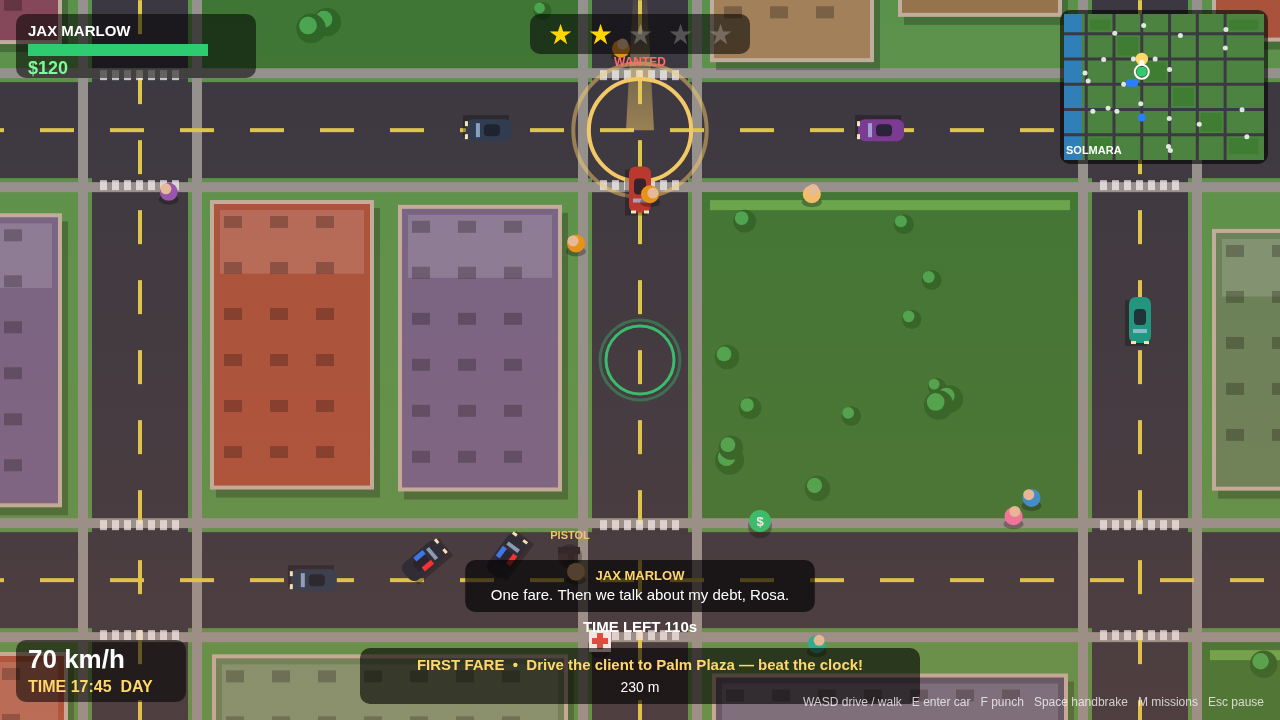 JAX MARLOW
$120
WANTED
SOLMARA
$
PISTOL
JAX MARLOW
One fare. Then we talk about my debt, Rosa.
TIME LEFT 110s
FIRST FARE • Drive the client to Palm Plaza — beat the clock!
230 m
70 km/h
TIME 17:45 DAY
WASD drive / walk E enter car F punch Space handbrake M missions Esc pause